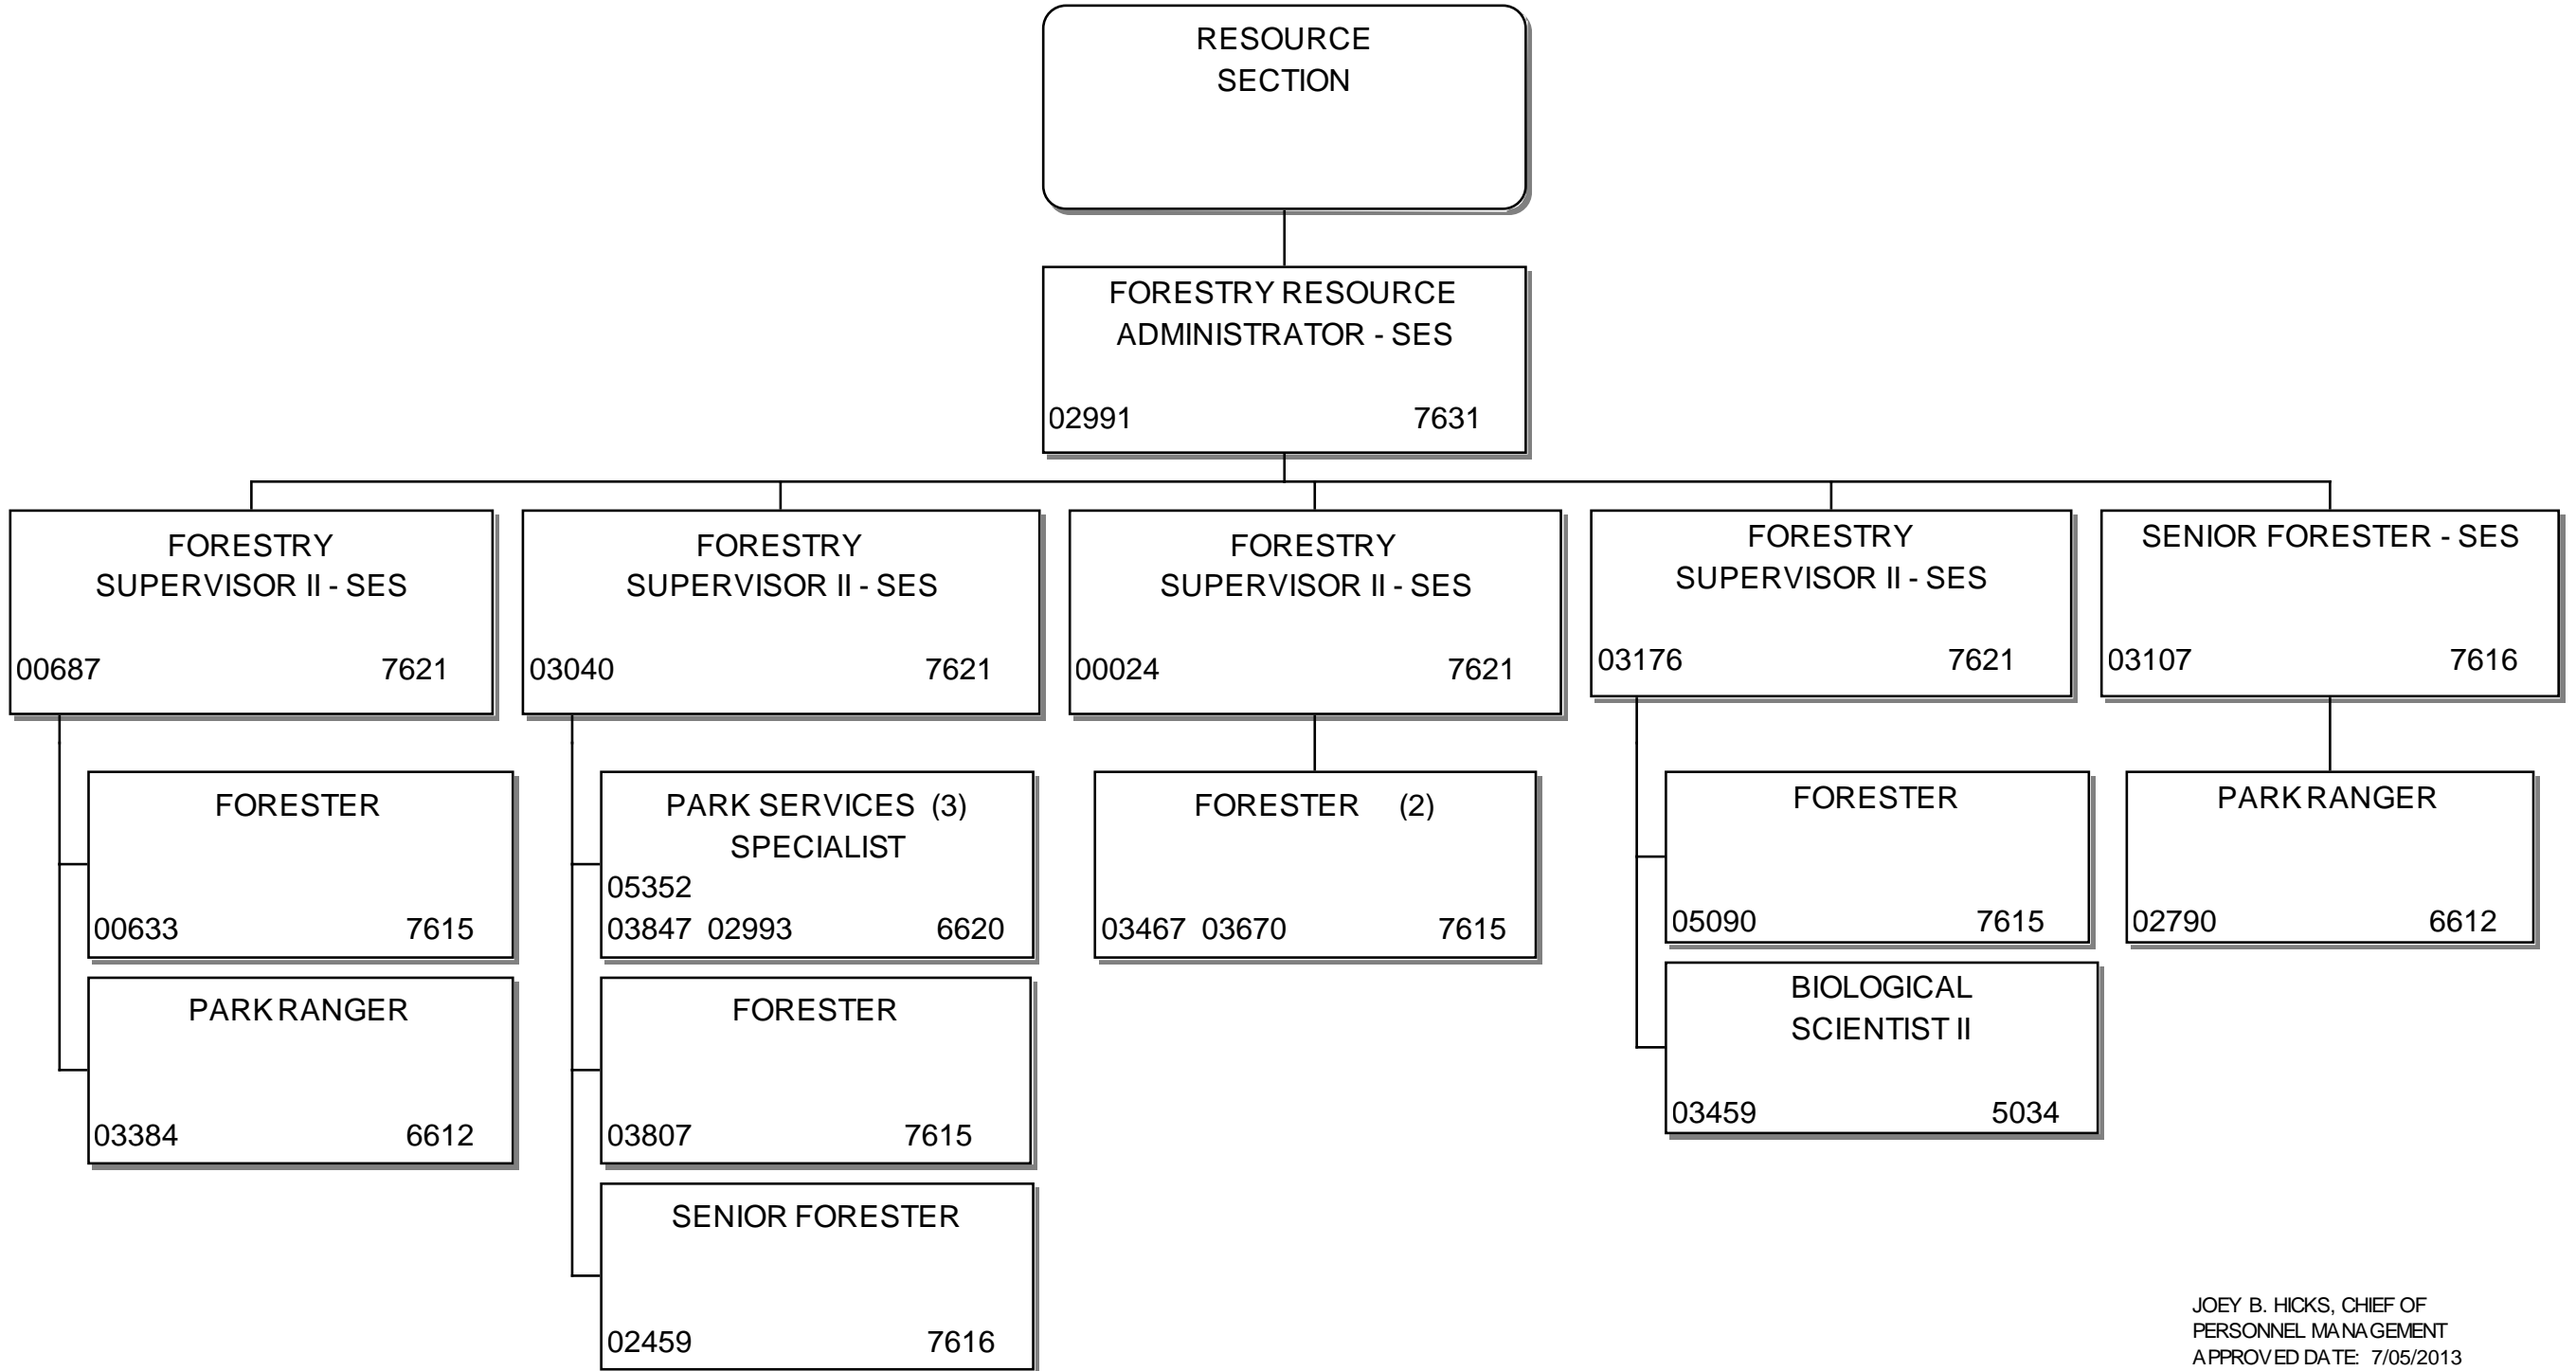 RESOURCE
SECTION
FORESTRY RESOURCE
ADMINISTRATOR - SES
02991 7631
FORESTRY
SUPERVISOR II - SES
00687 7621
FORESTRY
SUPERVISOR II - SES
03040 7621
FORESTRY
SUPERVISOR II - SES
00024 7621
FORESTRY
SUPERVISOR II - SES
03176 7621
SENIOR FORESTER - SES
03107 7616
FORESTER
00633 7615
PARK RANGER
03384 6612
PARK SERVICES (3)
SPECIALIST
05352
03847 02993 6620
FORESTER
03807 7615
SENIOR FORESTER
02459 7616
FORESTER (2)
03467 03670 7615
FORESTER
05090 7615
BIOLOGICAL
SCIENTIST II
03459 5034
PARK RANGER
02790 6612
JOEY B. HICKS, CHIEF OF
PERSONNEL MANAGEMENT
APPROVED DATE: 7/05/2013